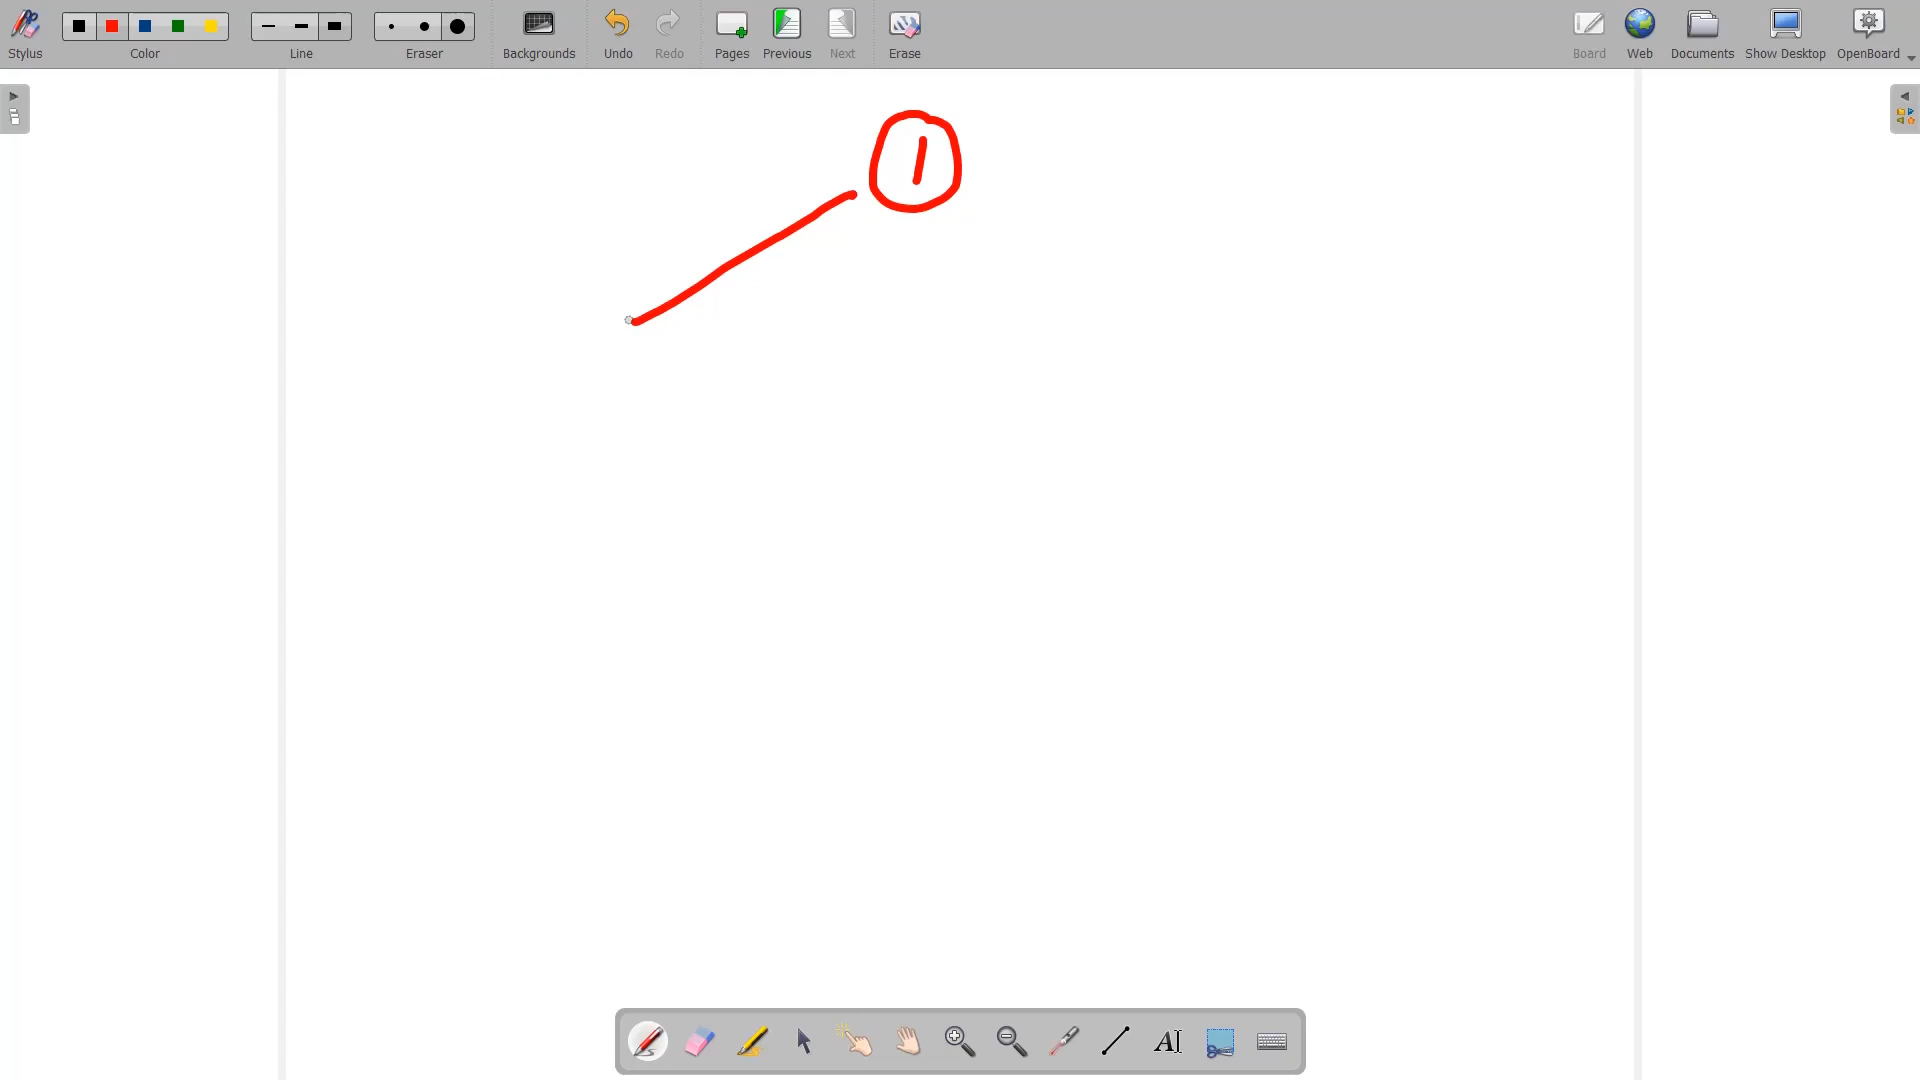 Stylus Color Line Eraser Backgrounds Undo Redo Pages Previous Next Erase Board Web Documents Show Desktop OpenBoard
1
A